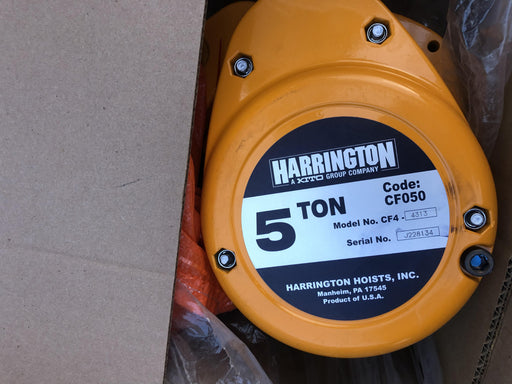 HARRINGTON
A KITO GROUP COMPANY
5 TON
Code:
CF050
Model No. CF4 - 4313
Serial No. J228134
HARRINGTON HOISTS, INC.
Manheim, PA 17545
Product of U.S.A.